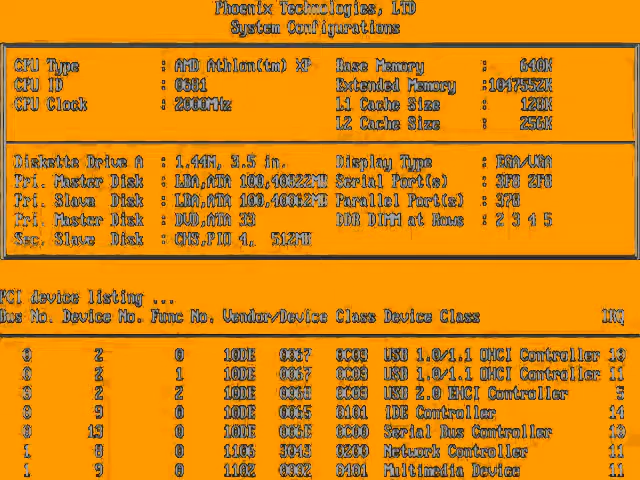 Phoenix Technologies, LTD
System Configurations
CPU Type : AMD Athlon(tm) XP Base Memory : 640K
CPU ID : 0681 Extended Memory :1047552K
CPU Clock : 2000MHz L1 Cache Size : 128K
L2 Cache Size : 256K
Diskette Drive A : 1.44M, 3.5 in. Display Type : EGA/VGA
Pri. Master Disk : LBA,ATA 100, Serial Port(s) : 3F8 2F8
Pri. Slave Disk : LBA,ATA 100, Parallel Port(s) : 378
Pri. Master Disk : DVD,ATA 33 DDR DIMM at Rows : 2 3 4 5
Sec. Slave Disk : CHS,PIO 4, 512MB
PCI device listing ...
Bus No. Device No. Func No. Vendor/Device Class Device Class IRQ
0 2 0 10DE 0067 0C03 USB 1.0/1.1 OHCI Controller
0 2 1 10DE 0067 0C03 USB 1.0/1.1 OHCI Controller 11
0 2 2 10DE 0068 0C03 USB 2.0 EHCI Controller 5
0 9 0 10DE 0065 0101 IDE Controller 14
0 13 0 10DE 006E 0C00 Serial Bus Controller
1 0 1106 3043 0200 Network Controller 11
1 9 0 1102 0002 0401 Multimedia Device 11